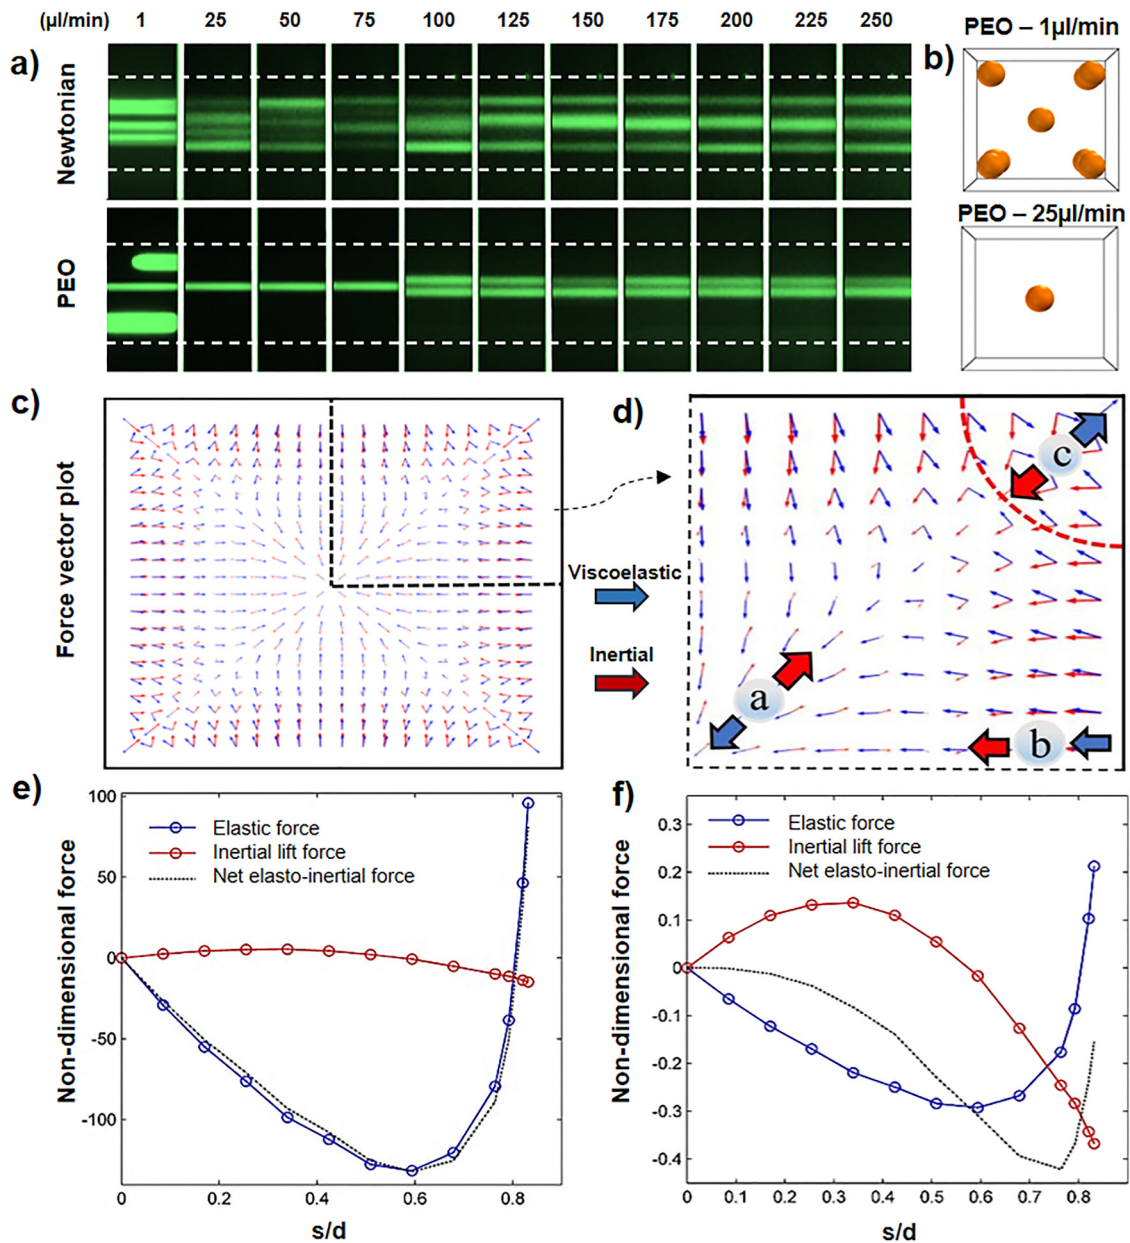 (µl/min) 1 25 50 75 100 125 150 175 200 225 250
a)
Newtonian
PEO
b)
PEO – 1µl/min
PEO – 25µl/min
c)
Force vector plot
d)
Viscoelastic
Inertial
c
a
b
e)
Non-dimensional force
100
50
0
-50
-100
Elastic force
Inertial lift force
Net elasto-inertial force
0 0.2 0.4 0.6 0.8
s/d
f)
Non-dimensional force
0.3
0.2
0.1
0
-0.1
-0.2
-0.3
-0.4
Elastic force
Inertial lift force
Net elasto-inertial force
0 0.1 0.2 0.3 0.4 0.5 0.6 0.7 0.8
s/d